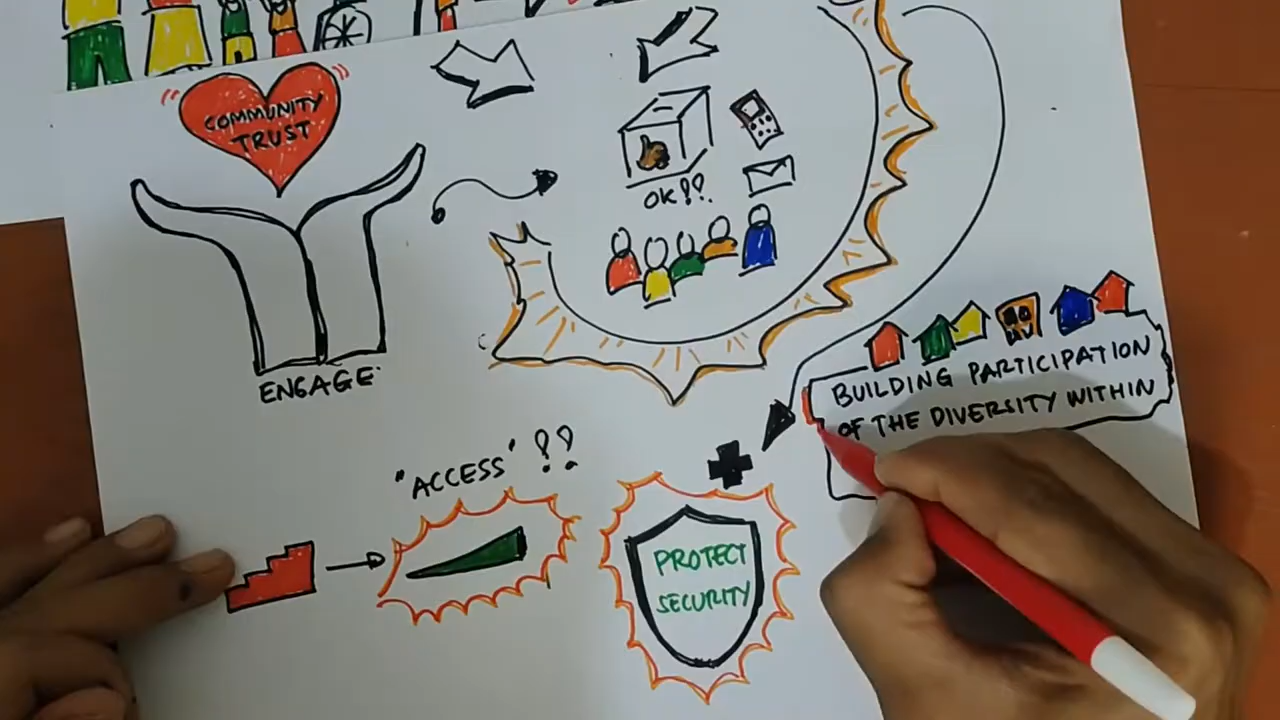 COMMUNITY
TRUST
ENGAGE
OK??
BUILDING PARTICIPATION
OF THE DIVERSITY WITHIN
"ACCESS" ??
PROTECT
SECURITY